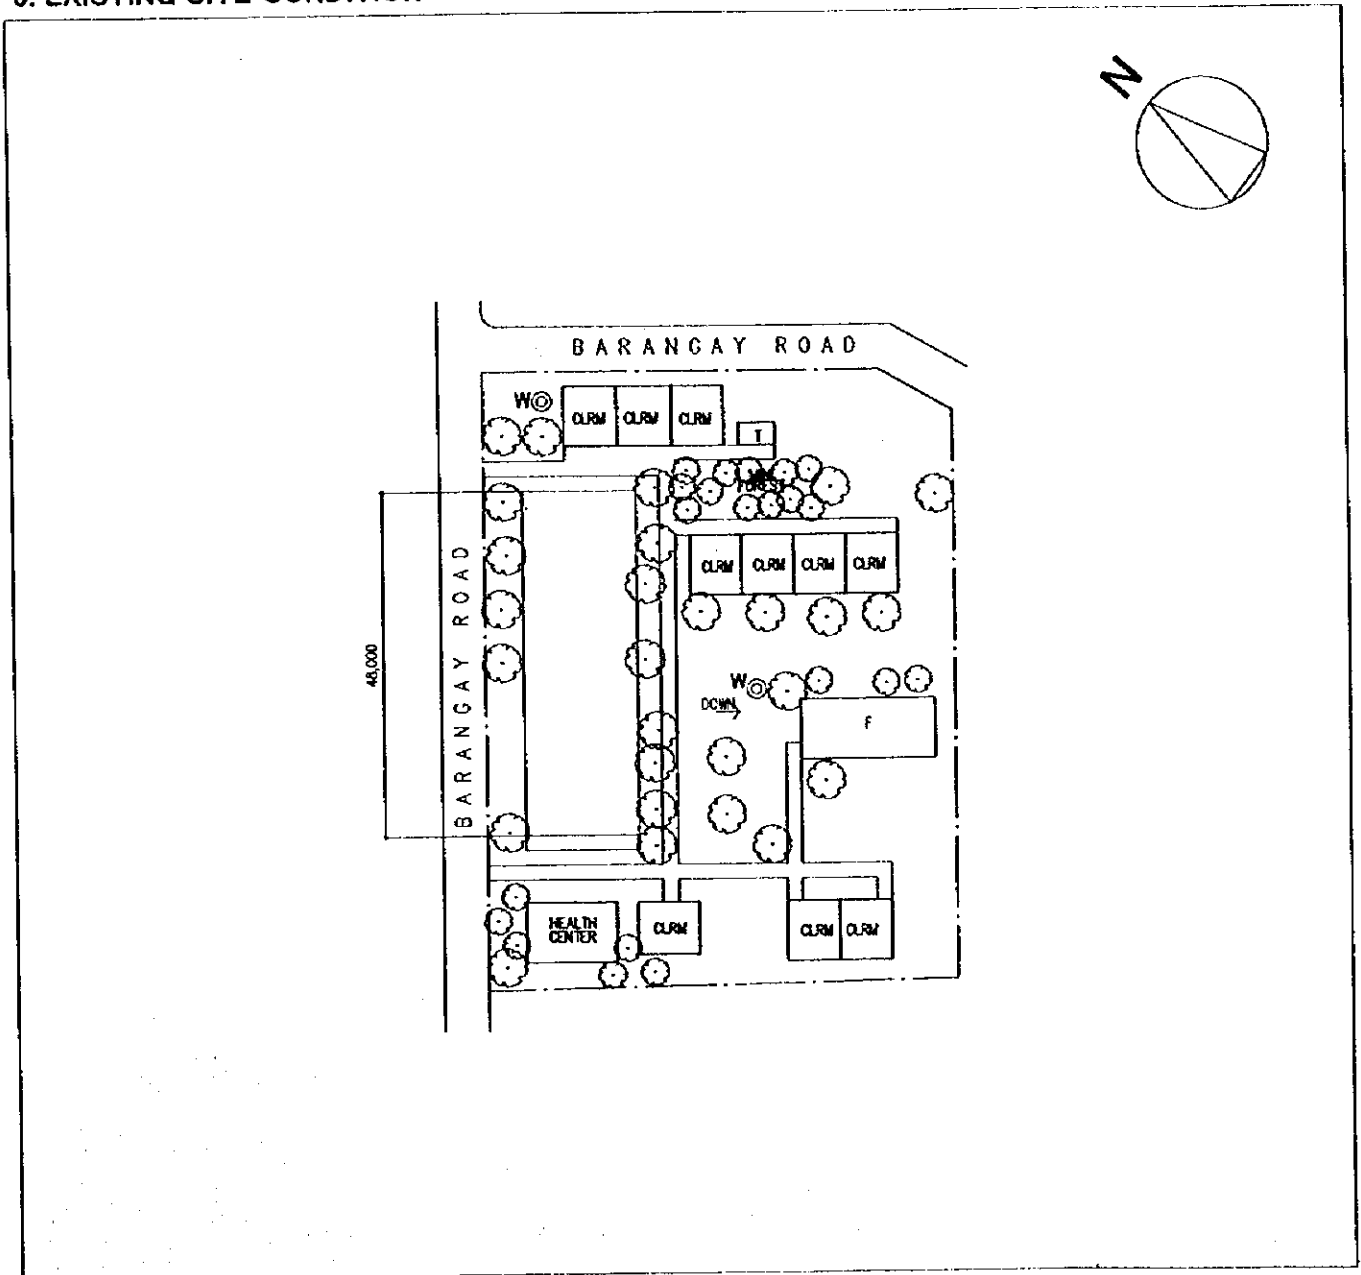 N
BARANGAY ROAD
W
CLRM CLRM CLRM
T
FOREST
CLRM CLRM CLRM CLRM
BARANGAY ROAD
48,000
W
DOWN
F
HEALTH
CENTER
CLRM
CLRM CLRM